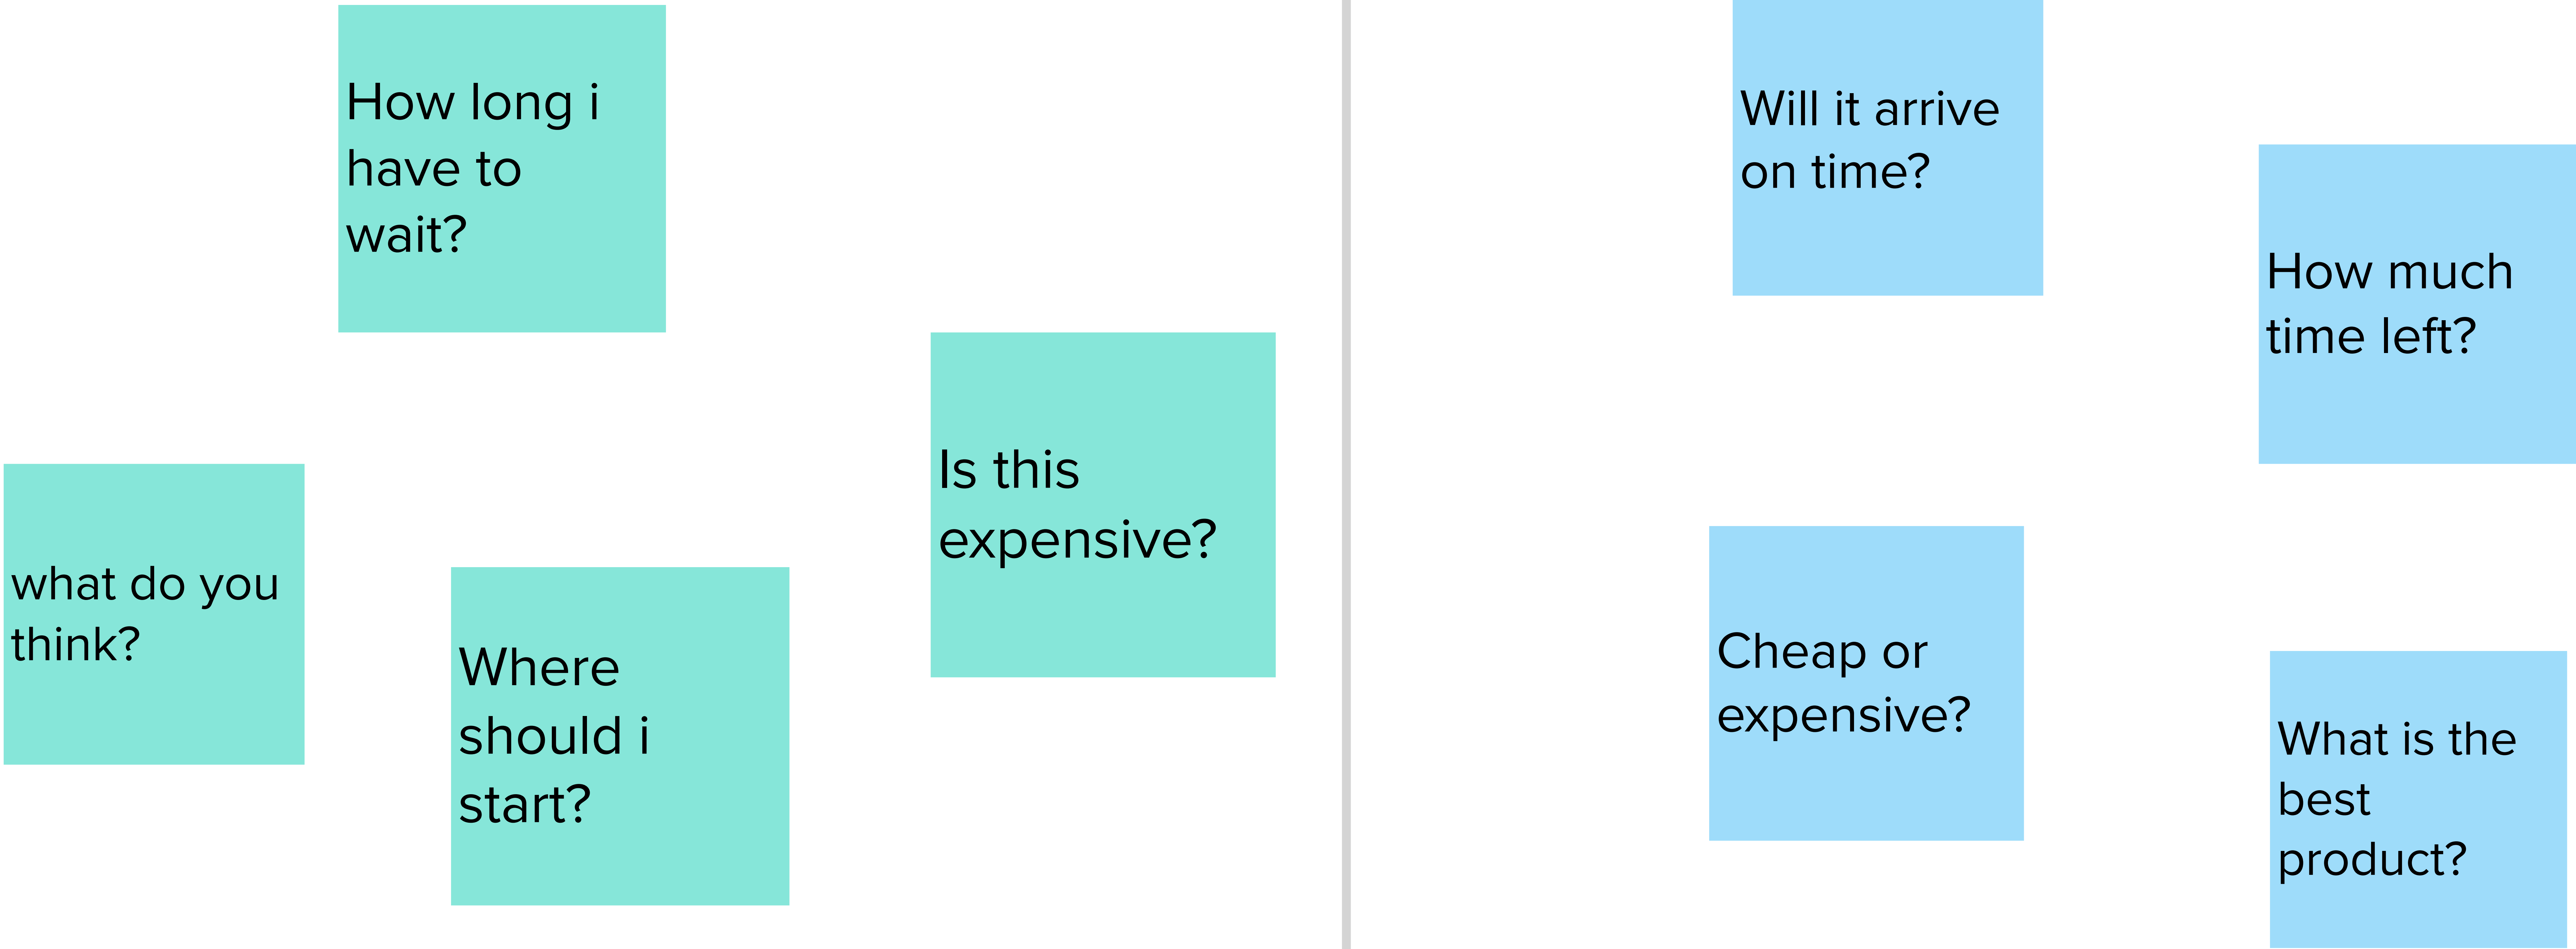 How long i
have to
wait?
Is this
expensive?
what do you
think?
Where
should i
start?
Will it arrive
on time?
How much
time left?
Cheap or
expensive?
What is the
best
product?